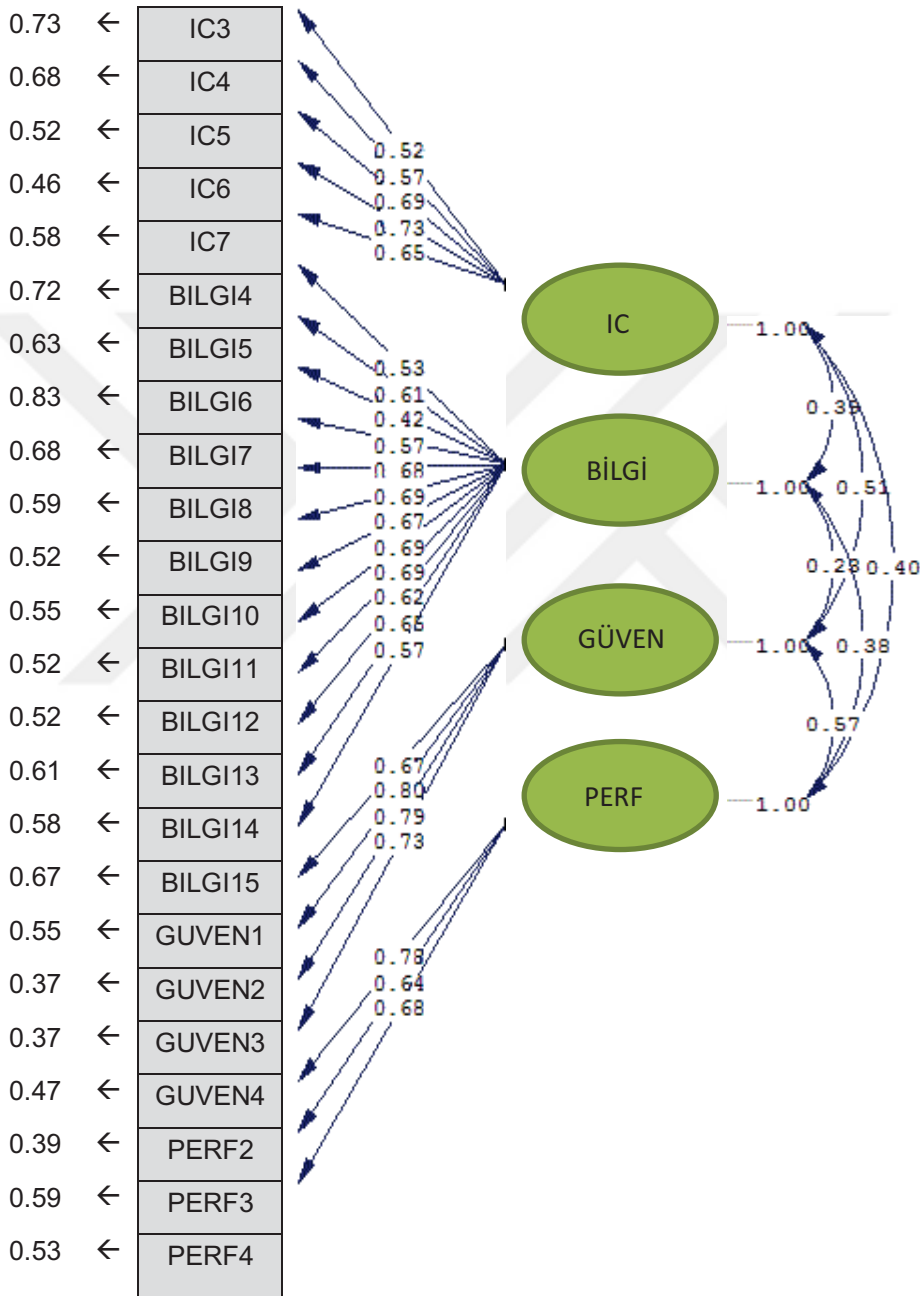 0.73 ← IC3
0.68 ← IC4
0.52 ← IC5
0.46 ← IC6
0.58 ← IC7
0.72 ← BILGI4
0.63 ← BILGI5
0.83 ← BILGI6
0.68 ← BILGI7
0.59 ← BILGI8
0.52 ← BILGI9
0.55 ← BILGI10
0.52 ← BILGI11
0.52 ← BILGI12
0.61 ← BILGI13
0.58 ← BILGI14
0.67 ← BILGI15
0.55 ← GUVEN1
0.37 ← GUVEN2
0.37 ← GUVEN3
0.47 ← GUVEN4
0.39 ← PERF2
0.59 ← PERF3
0.53 ← PERF4
0.52
0.57
0.69
0.73
0.65
0.53
0.61
0.42
0.57
0.68
0.69
0.67
0.69
0.69
0.62
0.57
0.67
0.80
0.79
0.73
0.78
0.64
0.68
IC
BİLGİ
GÜVEN
PERF
1.00
1.00
1.00
1.00
0.51
0.40
0.38
0.57